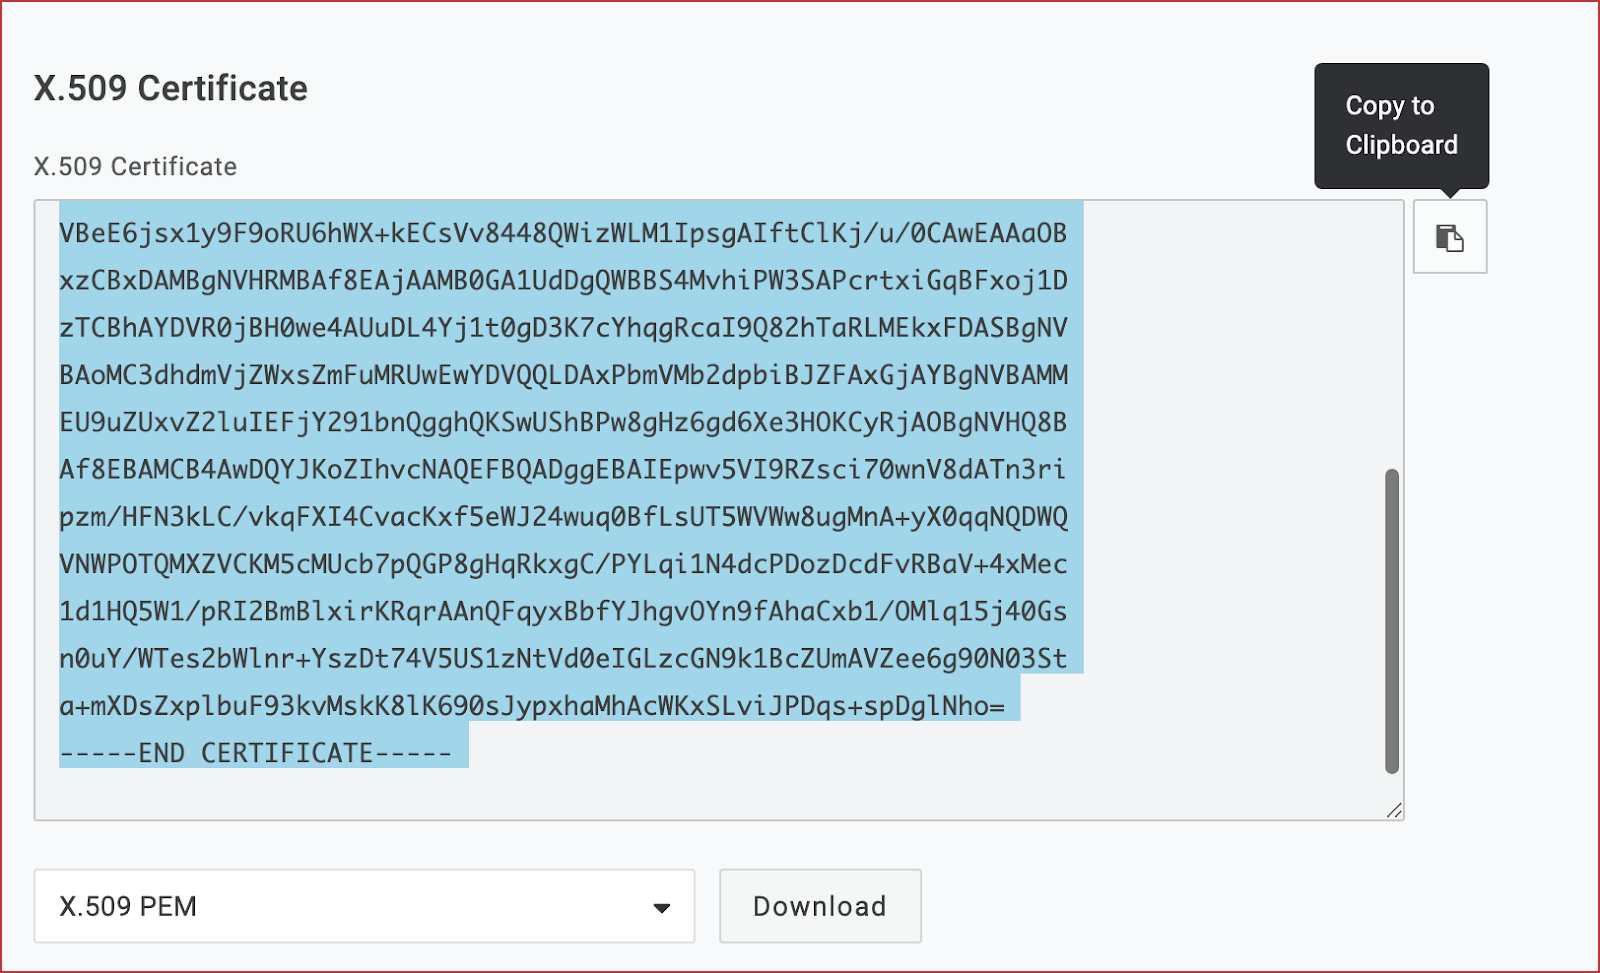 X.509 Certificate
Copy to
Clipboard
X.509 Certificate
VBeE6jsx1y9F9oRU6hWX+kECsVv8448QWizWLM1IpsgAIftClKj/u/0CAwEAAaOB
xzCBxDAMBgNVHRMBAf8EAjAAMB0GA1UdDgQWBBS4MvhiPW3SAPcrtxiGqBFxoj1D
zTCBhAYDVR0jBH0we4AUuDL4Yj1t0gD3K7cYhqgRcaI9Q82hTaRLMEkxFDASBgNV
BAoMC3dhdmVjZWxsZmFuMRUwEwYDVQQLDAxPbmVMb2dpbiBJZFAxGjAYBgNVBAMM
EU9uZUxvZ2luIEFjY291bnQgghQKSwUShBPw8gHz6gd6Xe3HOKCyRjAOBgNVHQ8B
Af8EBAMCB4AwDQYJKoZIhvcNAQEFBQADggEBAIEpwv5VI9RZsci70wnV8dATn3ri
pzm/HFN3kLC/vkqFXI4CvacKxf5eWJ24wuq0BfLsUT5WVWw8ugMnA+yX0qqNQDWQ
VNWPOTQMXZVCKM5cMUcb7pQGP8gHqRkxgC/PYLqi1N4dcPDozDcdFvRBaV+4xMec
1d1HQ5W1/pRI2BmBlxirKRqrAAnQFqyxBbfYJhgvOYn9fAhaCxb1/OMlq15j40Gs
n0uY/WTes2bWlnr+YszDt74V5US1zNtVd0eIGLzcGN9k1BcZUmAVZee6g90N03St
a+mXDsZxplbuF93kvMskK8lK690sJypxhaMhAcWKxSLviJPDqs+spDglNho=
-----END CERTIFICATE-----
X.509 PEM
Download